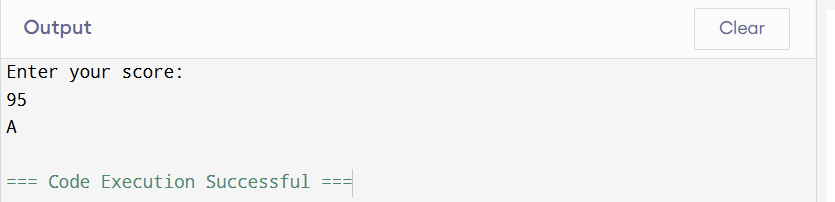 Output
Clear
Enter your score:
95
A
=== Code Execution Successful ===